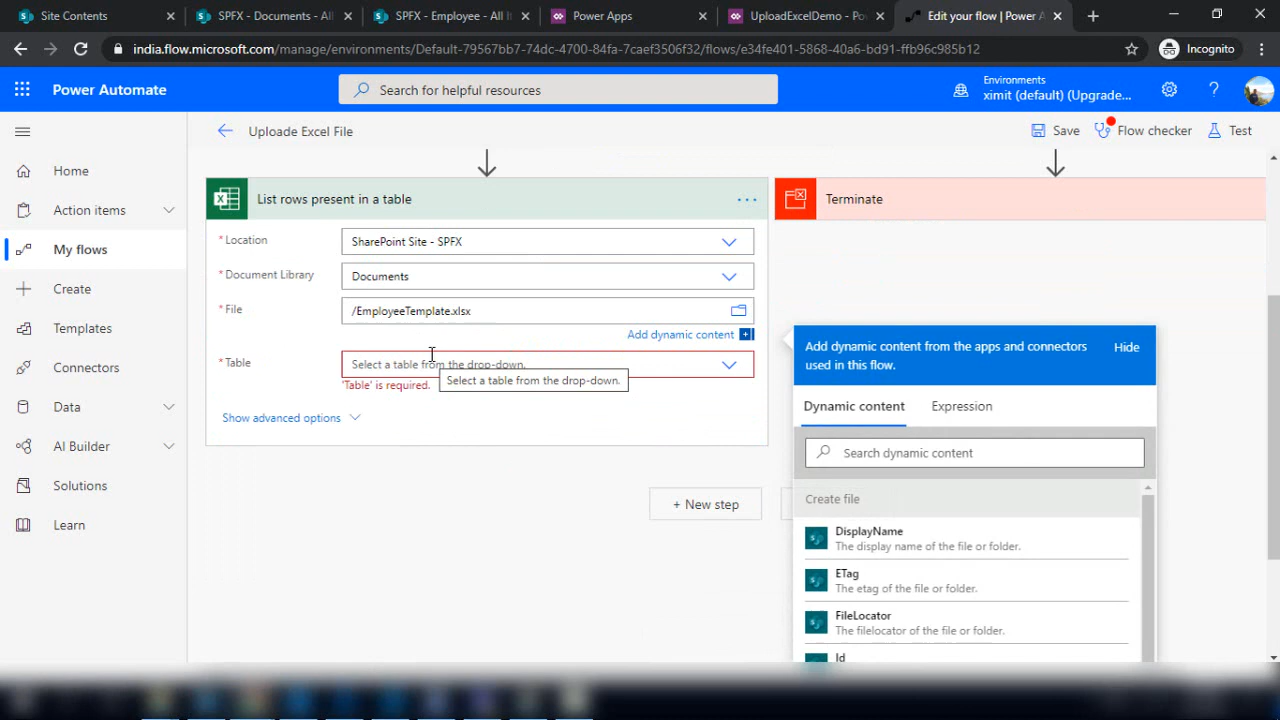 Site Contents
SPFX - Documents - All
SPFX - Employee - All I
Power Apps
UploadExcelDemo - Po
Edit your flow | Power A
india.flow.microsoft.com/manage/environments/Default-79567bb7-74dc-4700-84fa-7caef3506f32/flows/e34fe401-5868-40a6-bd91-ffb96c985b12
Incognito
Power Automate
Search for helpful resources
Environments
ximit (default) (Upgrade...
Uploade Excel File
Save
Flow checker
Test
Home
Action items
My flows
Create
Templates
Connectors
Data
AI Builder
Solutions
Learn
List rows present in a table
* Location
SharePoint Site - SPFX
* Document Library
Documents
* File
/EmployeeTemplate.xlsx
Add dynamic content
* Table
Select a table from the drop-down.
'Table' is required.
Select a table from the drop-down.
Show advanced options
+ New step
Terminate
Add dynamic content from the apps and connectors
used in this flow.
Hide
Dynamic content
Expression
Search dynamic content
Create file
DisplayName
The display name of the file or folder.
ETag
The etag of the file or folder.
FileLocator
The filelocator of the file or folder.
Id